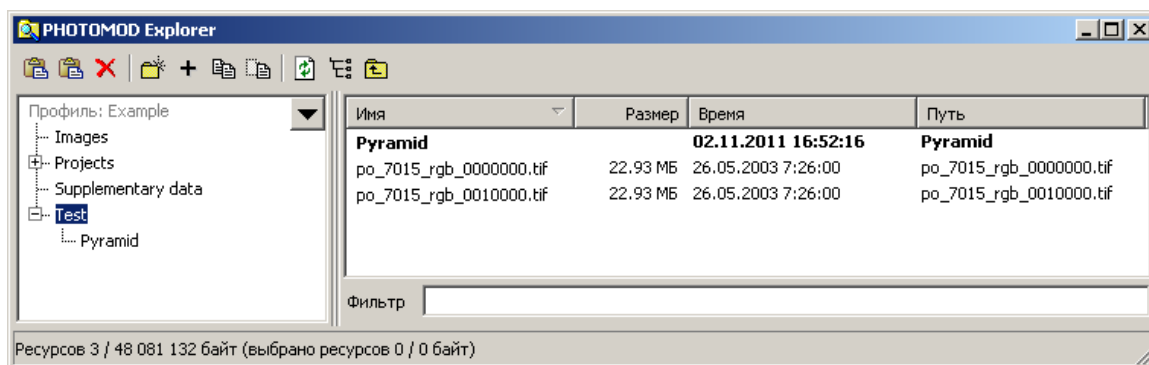 PHOTOMOD Explorer
Профиль: Example
Images
Projects
Supplementary data
Test
Pyramid
Имя Размер Время Путь
Pyramid 02.11.2011 16:52:16 Pyramid
po_7015_rgb_0000000.tif 22.93 МБ 26.05.2003 7:26:00 po_7015_rgb_0000000.tif
po_7015_rgb_0010000.tif 22.93 МБ 26.05.2003 7:26:00 po_7015_rgb_0010000.tif
Фильтр
Ресурсов 3 / 48 081 132 байт (выбрано ресурсов 0 / 0 байт)